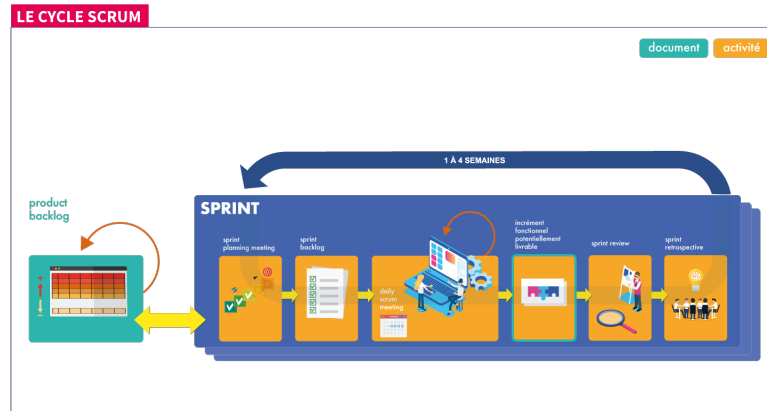 LE CYCLE SCRUM
document
activité
1 À 4 SEMAINES
product
backlog
SPRINT
sprint
planning meeting
sprint
backlog
daily
scrum
meeting
incrément
fonctionnel
potentiellement
livrable
sprint review
sprint
retrospective